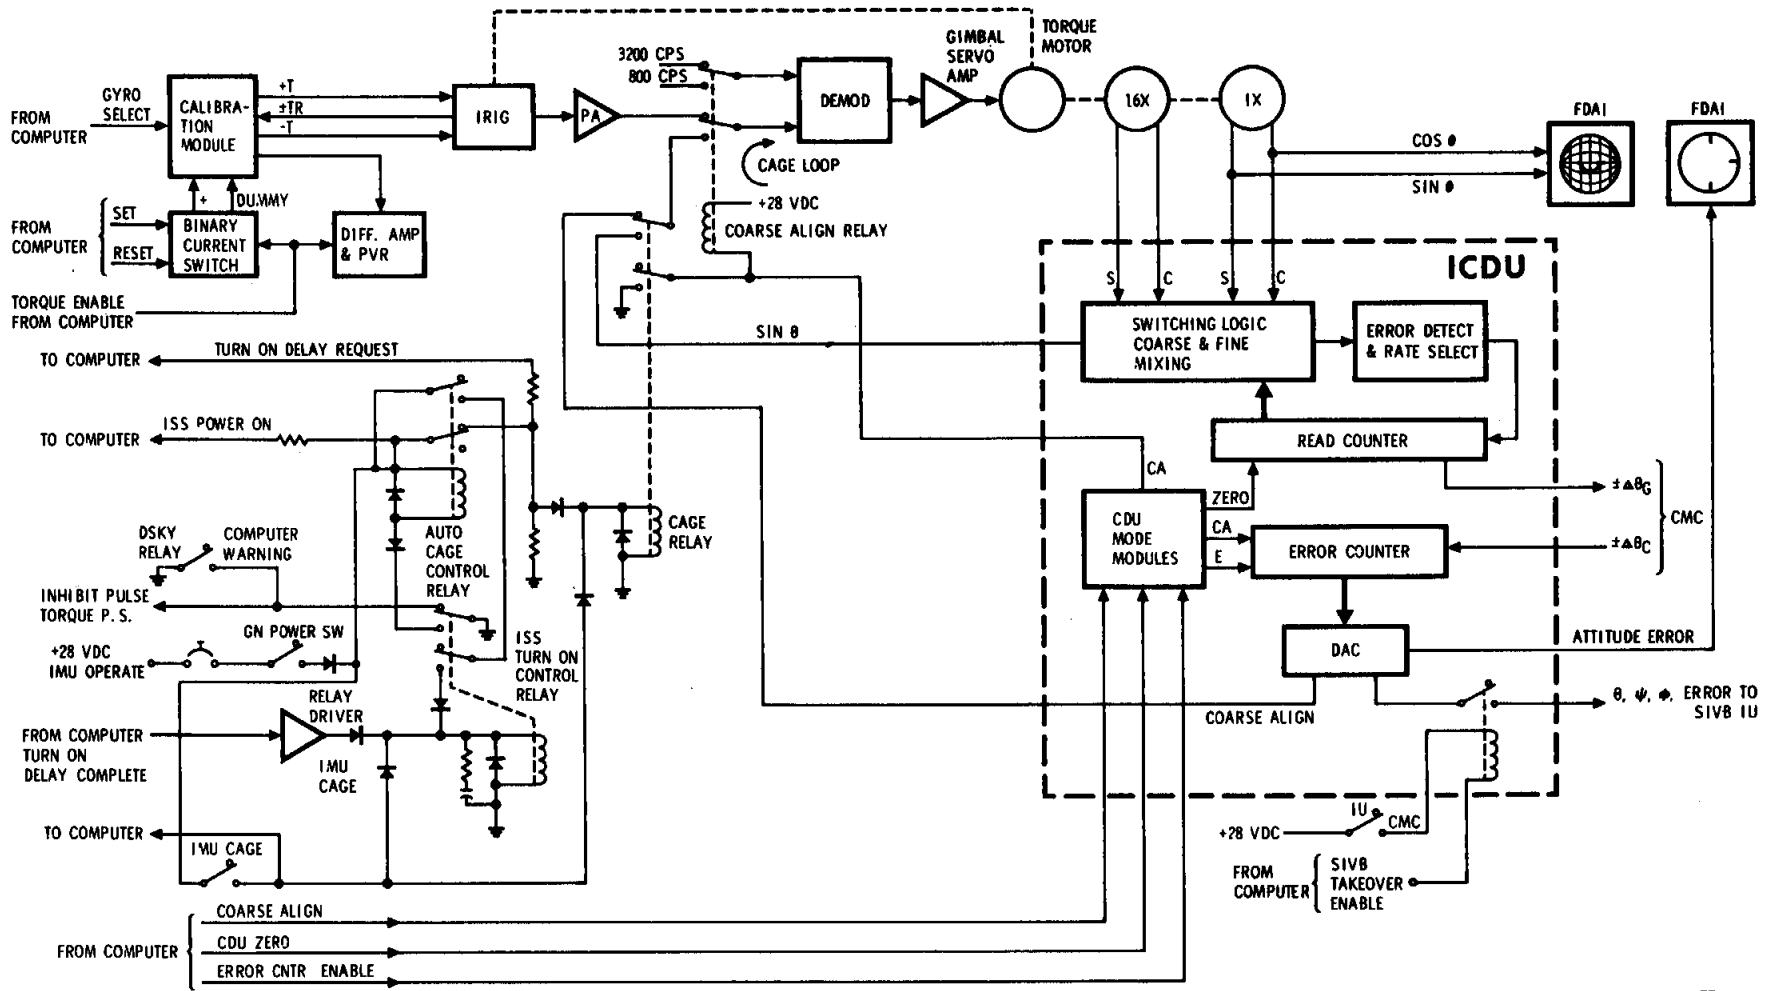 TORQUE
MOTOR
GIMBAL
SERVO
AMP
3200 CPS
800 CPS
FROM
COMPUTER
GYRO
SELECT
CALIBRA-
TION
MODULE
+T
±TR
-T
IRIG
PA
DEMOD
16X
1X
FDAI
FDAI
CAGE LOOP
COS θ
SIN θ
+
DUMMY
FROM
COMPUTER
SET
RESET
BINARY
CURRENT
SWITCH
DIFF. AMP
& PVR
+28 VDC
COARSE ALIGN RELAY
TORQUE ENABLE
FROM COMPUTER
ICDU
S
C
S
C
SWITCHING LOGIC
COARSE & FINE
MIXING
ERROR DETECT
& RATE SELECT
SIN θ
TO COMPUTER
TURN ON DELAY REQUEST
TO COMPUTER
ISS POWER ON
READ COUNTER
CA
ZERO
CA
E
CDU
MODE
MODULES
ERROR COUNTER
±ΔθG
±ΔθC
CMC
DSKY
RELAY
COMPUTER
WARNING
AUTO
CAGE
CONTROL
RELAY
CAGE
RELAY
INHIBIT PULSE
TORQUE P.S.
GN POWER SW
+28 VDC
IMU OPERATE
ISS
TURN ON
CONTROL
RELAY
DAC
ATTITUDE ERROR
COARSE ALIGN
θ, ψ, φ, ERROR TO
SIVB IU
RELAY
DRIVER
FROM COMPUTER
TURN ON
DELAY COMPLETE
IMU
CAGE
TO COMPUTER
IMU CAGE
IU
+28 VDC
CMC
FROM
COMPUTER
SIVB
TAKEOVER
ENABLE
FROM COMPUTER
COARSE ALIGN
CDU ZERO
ERROR CNTR ENABLE